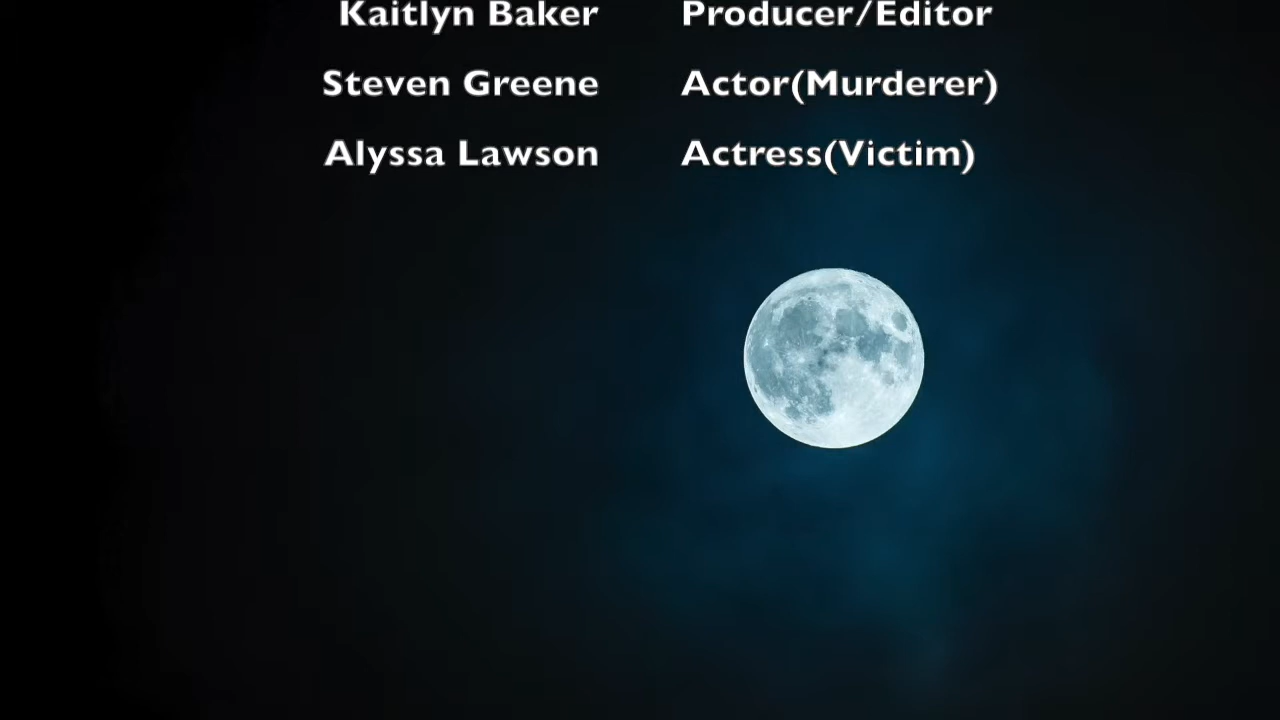 Kaitlyn Baker Producer/Editor
Steven Greene Actor(Murderer)
Alyssa Lawson Actress(Victim)